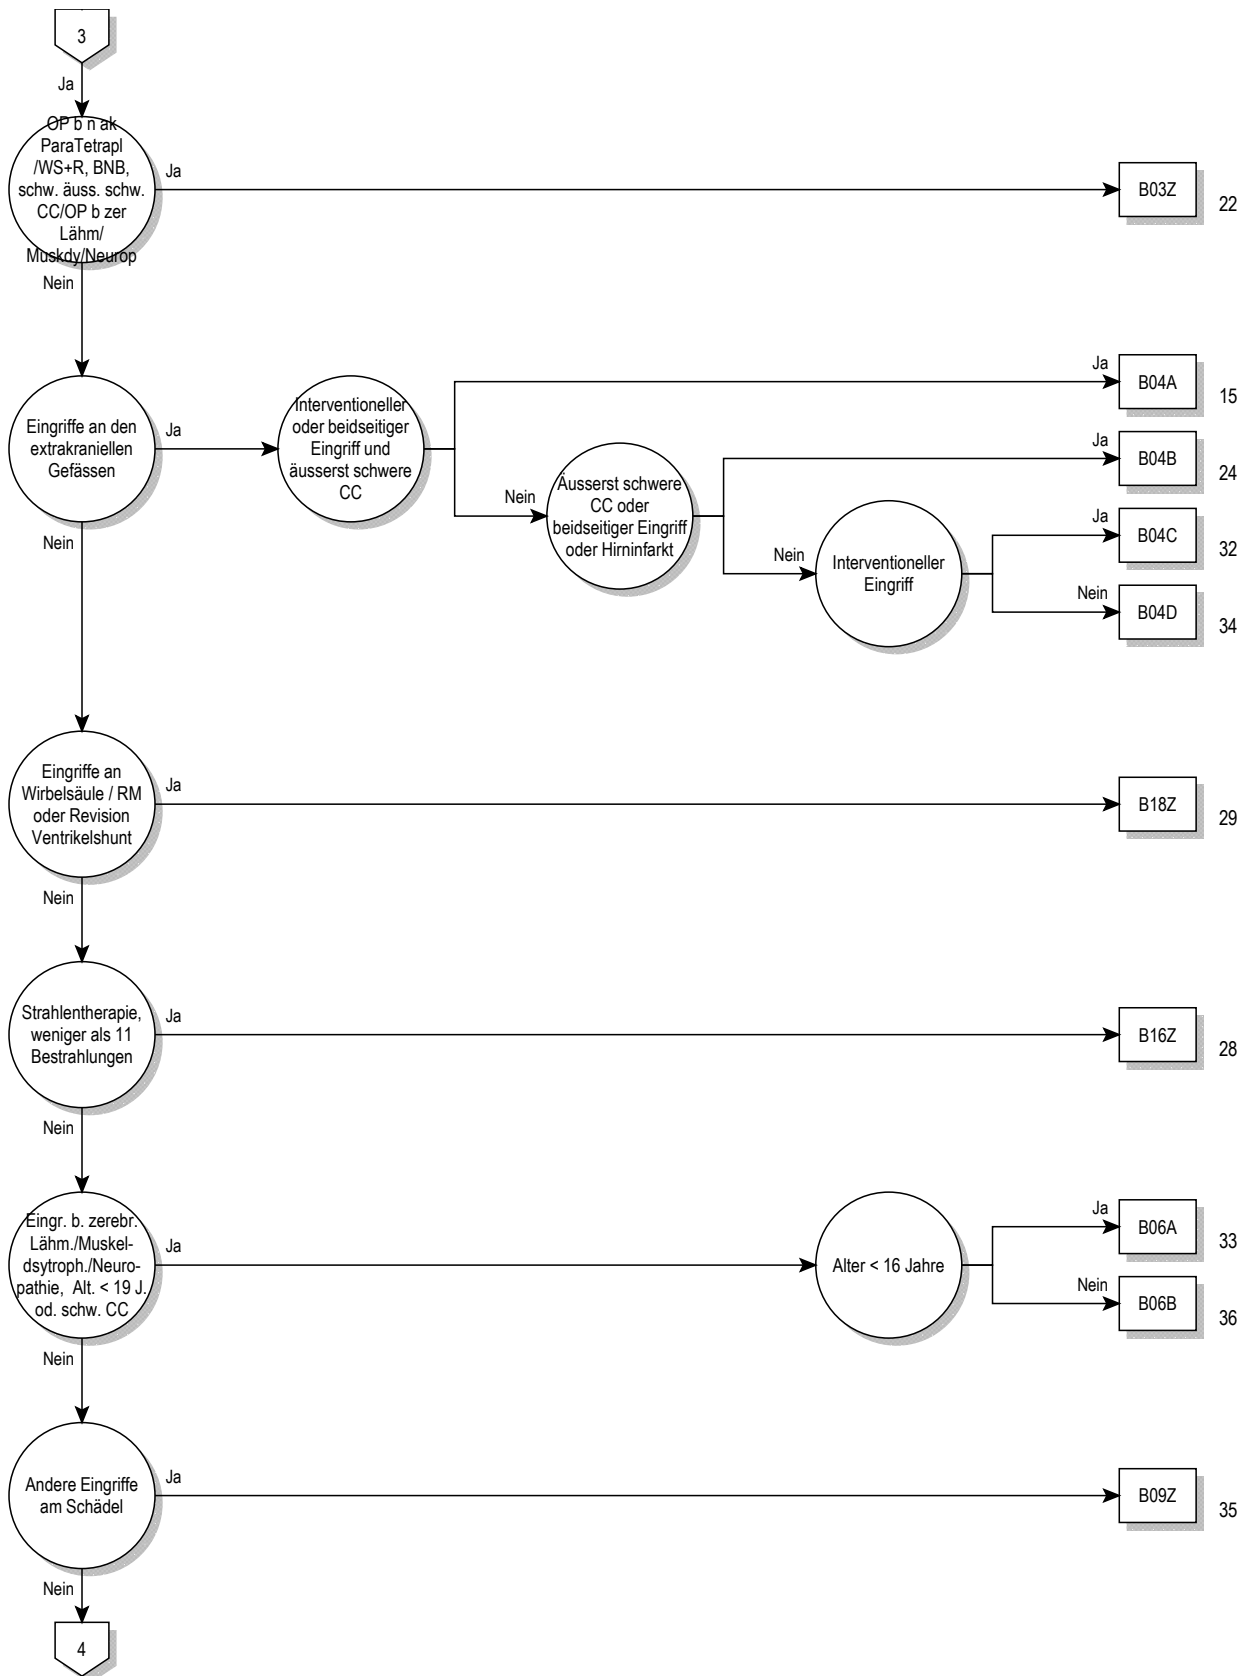 3
Ja
OP b n ak
ParaTetrapl
/WS+R, BNB,
schw. äuss. schw.
CC/OP b zer
Lähm/
Muskdy/Neurop
Ja
B03Z
22
Nein
Eingriffe an den
extrakraniellen
Gefässen
Ja
Interventioneller
oder beidseitiger
Eingriff und
äusserst schwere
CC
Ja
B04A
15
Nein
Äusserst schwere
CC oder
beidseitiger Eingriff
oder Hirninfarkt
Ja
B04B
24
Nein
Interventioneller
Eingriff
Ja
B04C
32
Nein
B04D
34
Nein
Eingriffe an
Wirbelsäule / RM
oder Revision
Ventrikelshunt
Ja
B18Z
29
Nein
Strahlentherapie,
weniger als 11
Bestrahlungen
Ja
B16Z
28
Nein
Eingr. b. zerebr.
Lähm./Muskel-
dsytroph./Neuro-
pathie, Alt. < 19 J.
od. schw. CC
Ja
Alter < 16 Jahre
Ja
B06A
33
Nein
B06B
36
Nein
Andere Eingriffe
am Schädel
Ja
B09Z
35
Nein
4